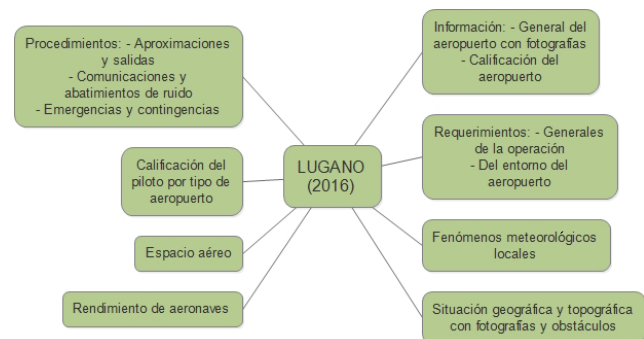 Procedimientos: - Aproximaciones
y salidas
- Comunicaciones y
abatimientos de ruido
- Emergencias y contingencias
Calificación del
piloto por tipo de
aeropuerto
Espacio aéreo
Rendimiento de aeronaves
LUGANO
(2016)
Información: - General del
aeropuerto con fotografías
- Calificación del
aeropuerto
Requerimientos: - Generales
de la operación
- Del entorno del
aeropuerto
Fenómenos meteorológicos
locales
Situación geográfica y topográfica
con fotografías y obstáculos